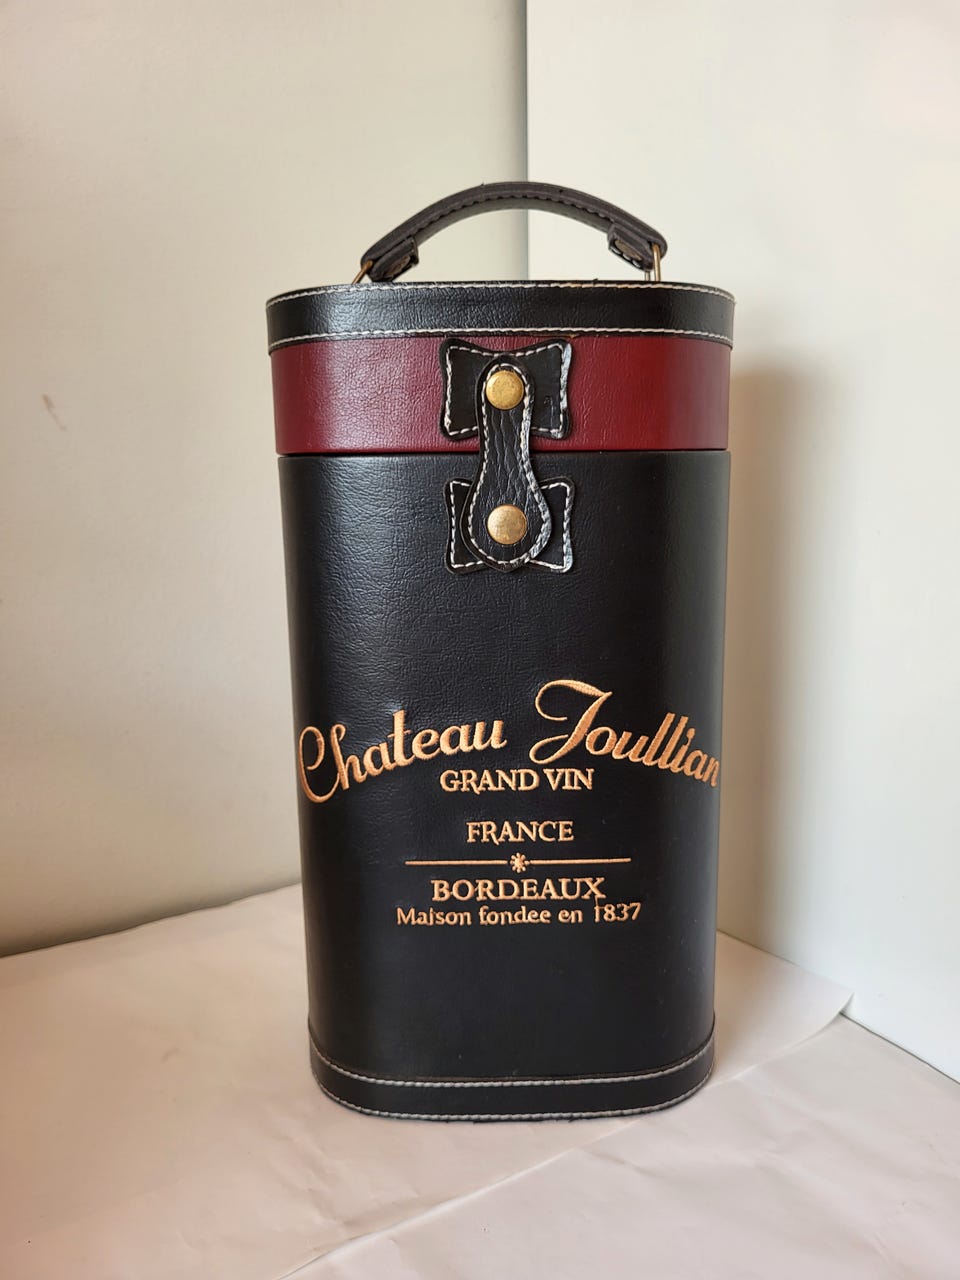 Chateau Joullian
GRAND VIN
FRANCE
BORDEAUX
Maison fondee en 1837